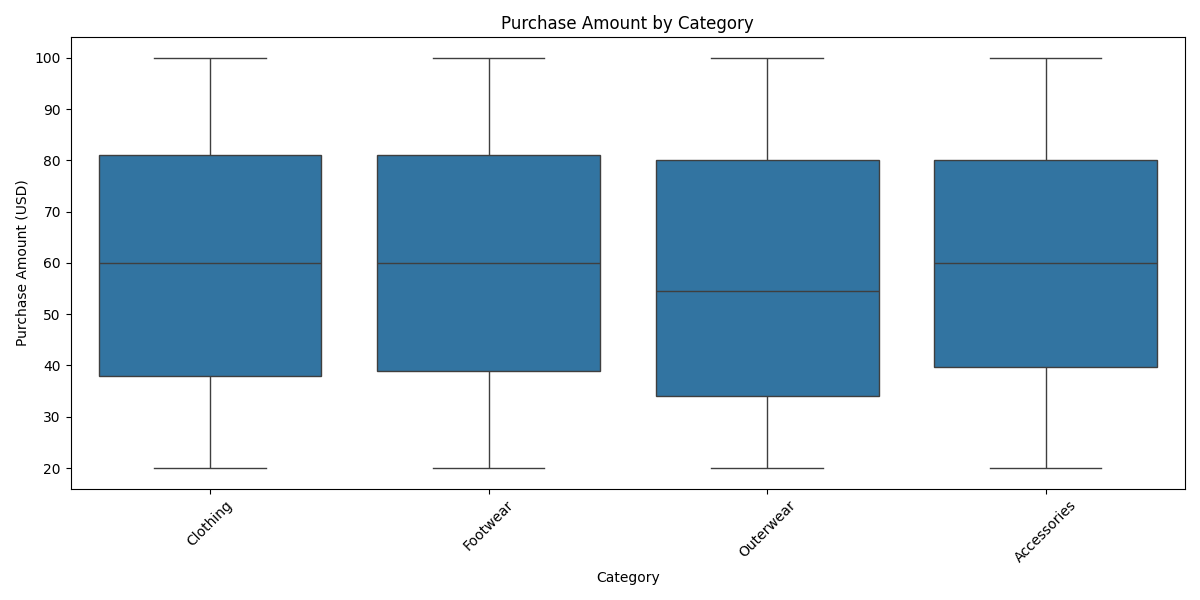 Purchase Amount by Category
Purchase Amount (USD)
100
90
80
70
60
50
40
30
20
Clothing
Footwear
Outerwear
Accessories
Category